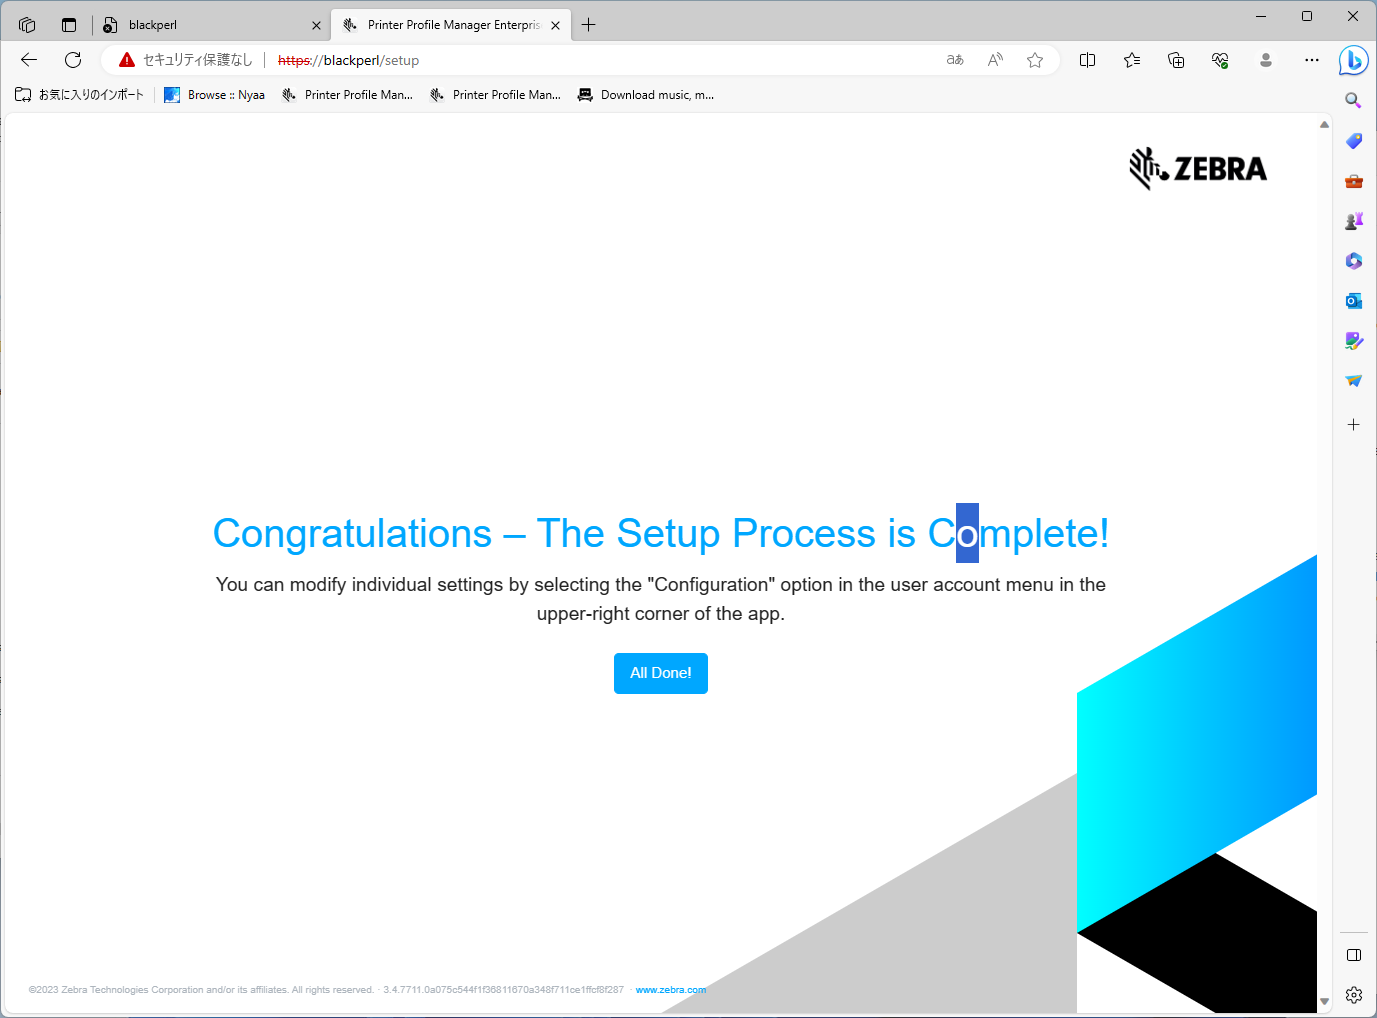 blackperl
Printer Profile Manager Enterpris
セキュリティ保護なし
https://blackperl/setup
aあ
お気に入りのインポート
Browse :: Nyaa
Printer Profile Man...
Printer Profile Man...
Download music, m...
ZEBRA
Congratulations – The Setup Process is Complete!
You can modify individual settings by selecting the "Configuration" option in the user account menu in the
upper-right corner of the app.
All Done!
©2023 Zebra Technologies Corporation and/or its affiliates. All rights reserved. · 3.4.7711.0a075c544f1f36811670a348f711ce1ffcf8f287 · www.zebra.com